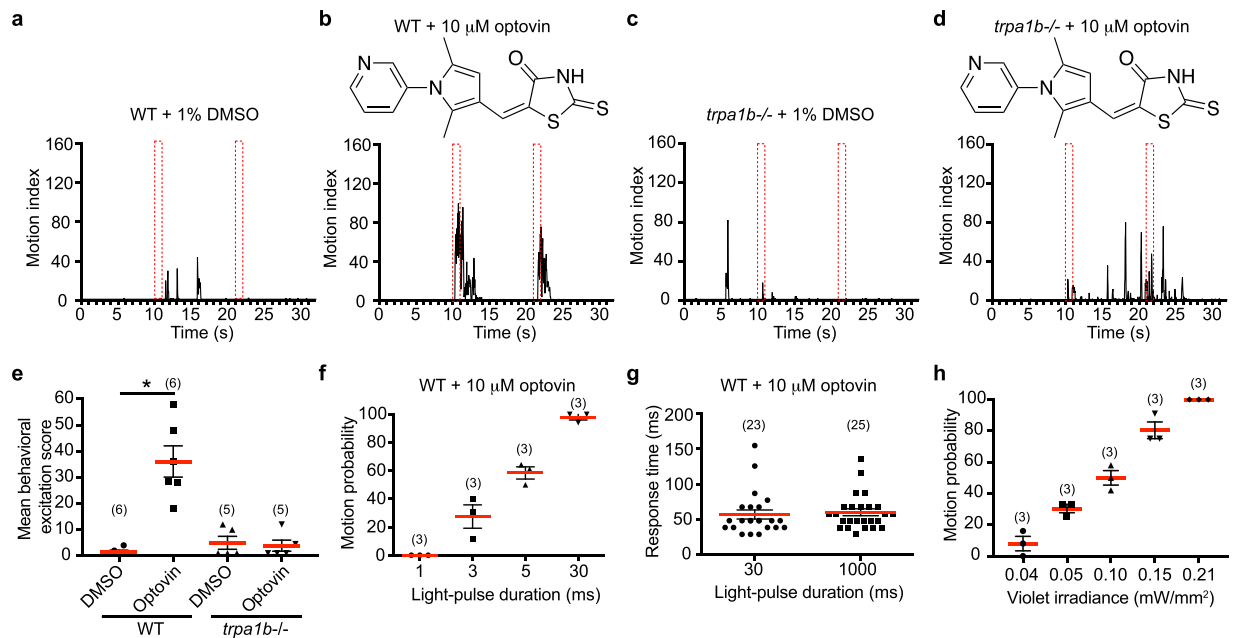 a
WT + 1% DMSO
Motion index
160
120
80
40
0
0 5 10 15 20 25 30
Time (s)
b
WT + 10 μM optovin
N
N
O
NH
S
S
Motion index
160
120
80
40
0
0 5 10 15 20 25 30
Time (s)
c
trpa1b-/- + 1% DMSO
Motion index
160
120
80
40
0
0 5 10 15 20 25 30
Time (s)
d
trpa1b-/- + 10 μM optovin
N
N
O
NH
S
S
Motion index
160
120
80
40
0
0 5 10 15 20 25 30
Time (s)
e
Mean behavioral
excitation score
60
50
40
30
20
10
0
*
(6)
(6)
(5)
(5)
DMSO
Optovin
DMSO
Optovin
WT
trpa1b-/-
f
WT + 10 μM optovin
Motion probability
100
80
60
40
20
0
(3)
(3)
(3)
(3)
1 3 5 30
Light-pulse duration (ms)
g
WT + 10 μM optovin
Response time (ms)
200
150
100
50
0
(23)
(25)
30 1000
Light-pulse duration (ms)
h
Motion probability
100
80
60
40
20
0
(3)
(3)
(3)
(3)
(3)
0.04 0.05 0.10 0.15 0.21
Violet irradiance (mW/mm²)